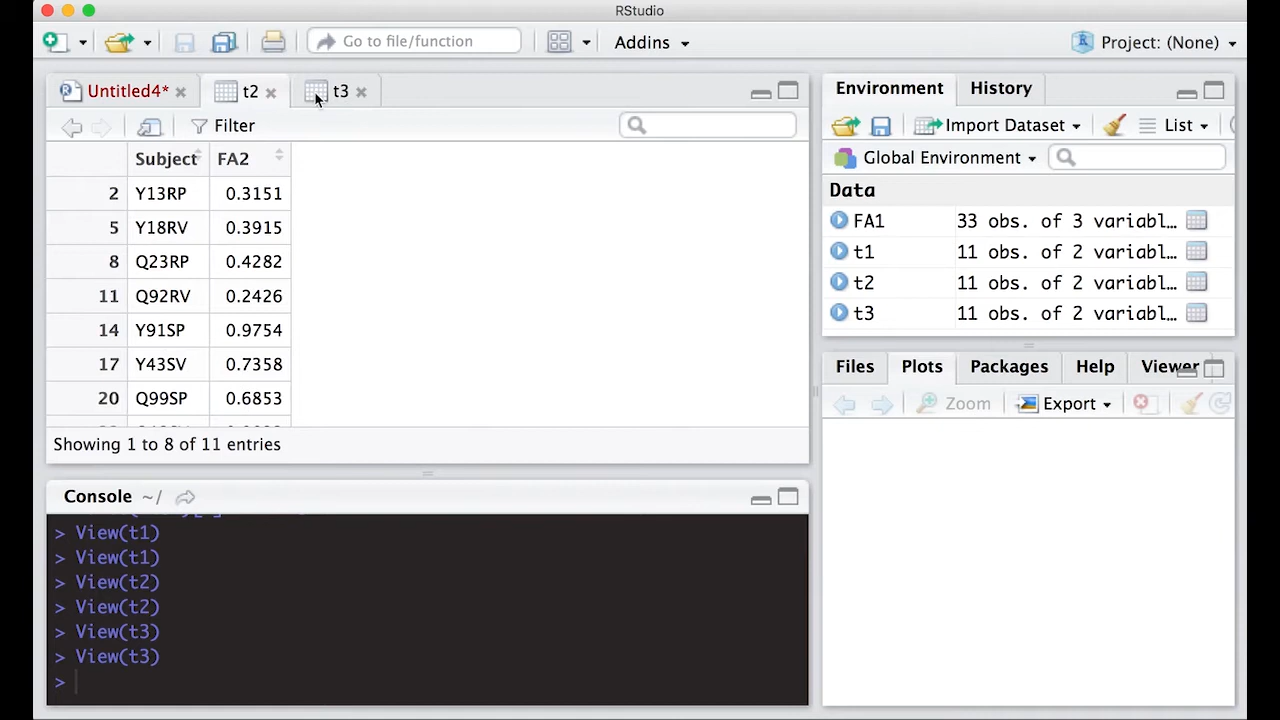 RStudio
Go to file/function
Addins
Project: (None)
Untitled4*
t2
t3
Filter
Subject FA2
2 Y13RP 0.3151
5 Y18RV 0.3915
8 Q23RP 0.4282
11 Q92RV 0.2426
14 Y91SP 0.9754
17 Y43SV 0.7358
20 Q99SP 0.6853
Showing 1 to 8 of 11 entries
Console ~/
> View(t1)
> View(t1)
> View(t2)
> View(t2)
> View(t3)
> View(t3)
>
Environment
History
Import Dataset
List
Global Environment
Data
FA1 33 obs. of 3 variabl…
t1 11 obs. of 2 variabl…
t2 11 obs. of 2 variabl…
t3 11 obs. of 2 variabl…
Files
Plots
Packages
Help
Viewer
Zoom
Export